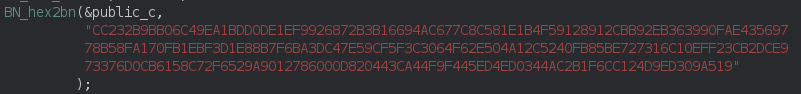 BN_hex2bn(&public_c,
"CC232B9BB06C49EA1BDD0DE1EF9926872B3B16694AC677C8C581E1B4F59128912CBB92EB363990FAE435697
78B58FA170FB1EBF3D1E88B7F6BA3DC47E59CF5F3C3064F62E504A12C5240FB85BE727316C10EFF23CB2DCE9
73376D0CB6158C72F6529A9012786000D820443CA44F9F445ED4ED0344AC2B1F6CC124D9ED309A519"
);